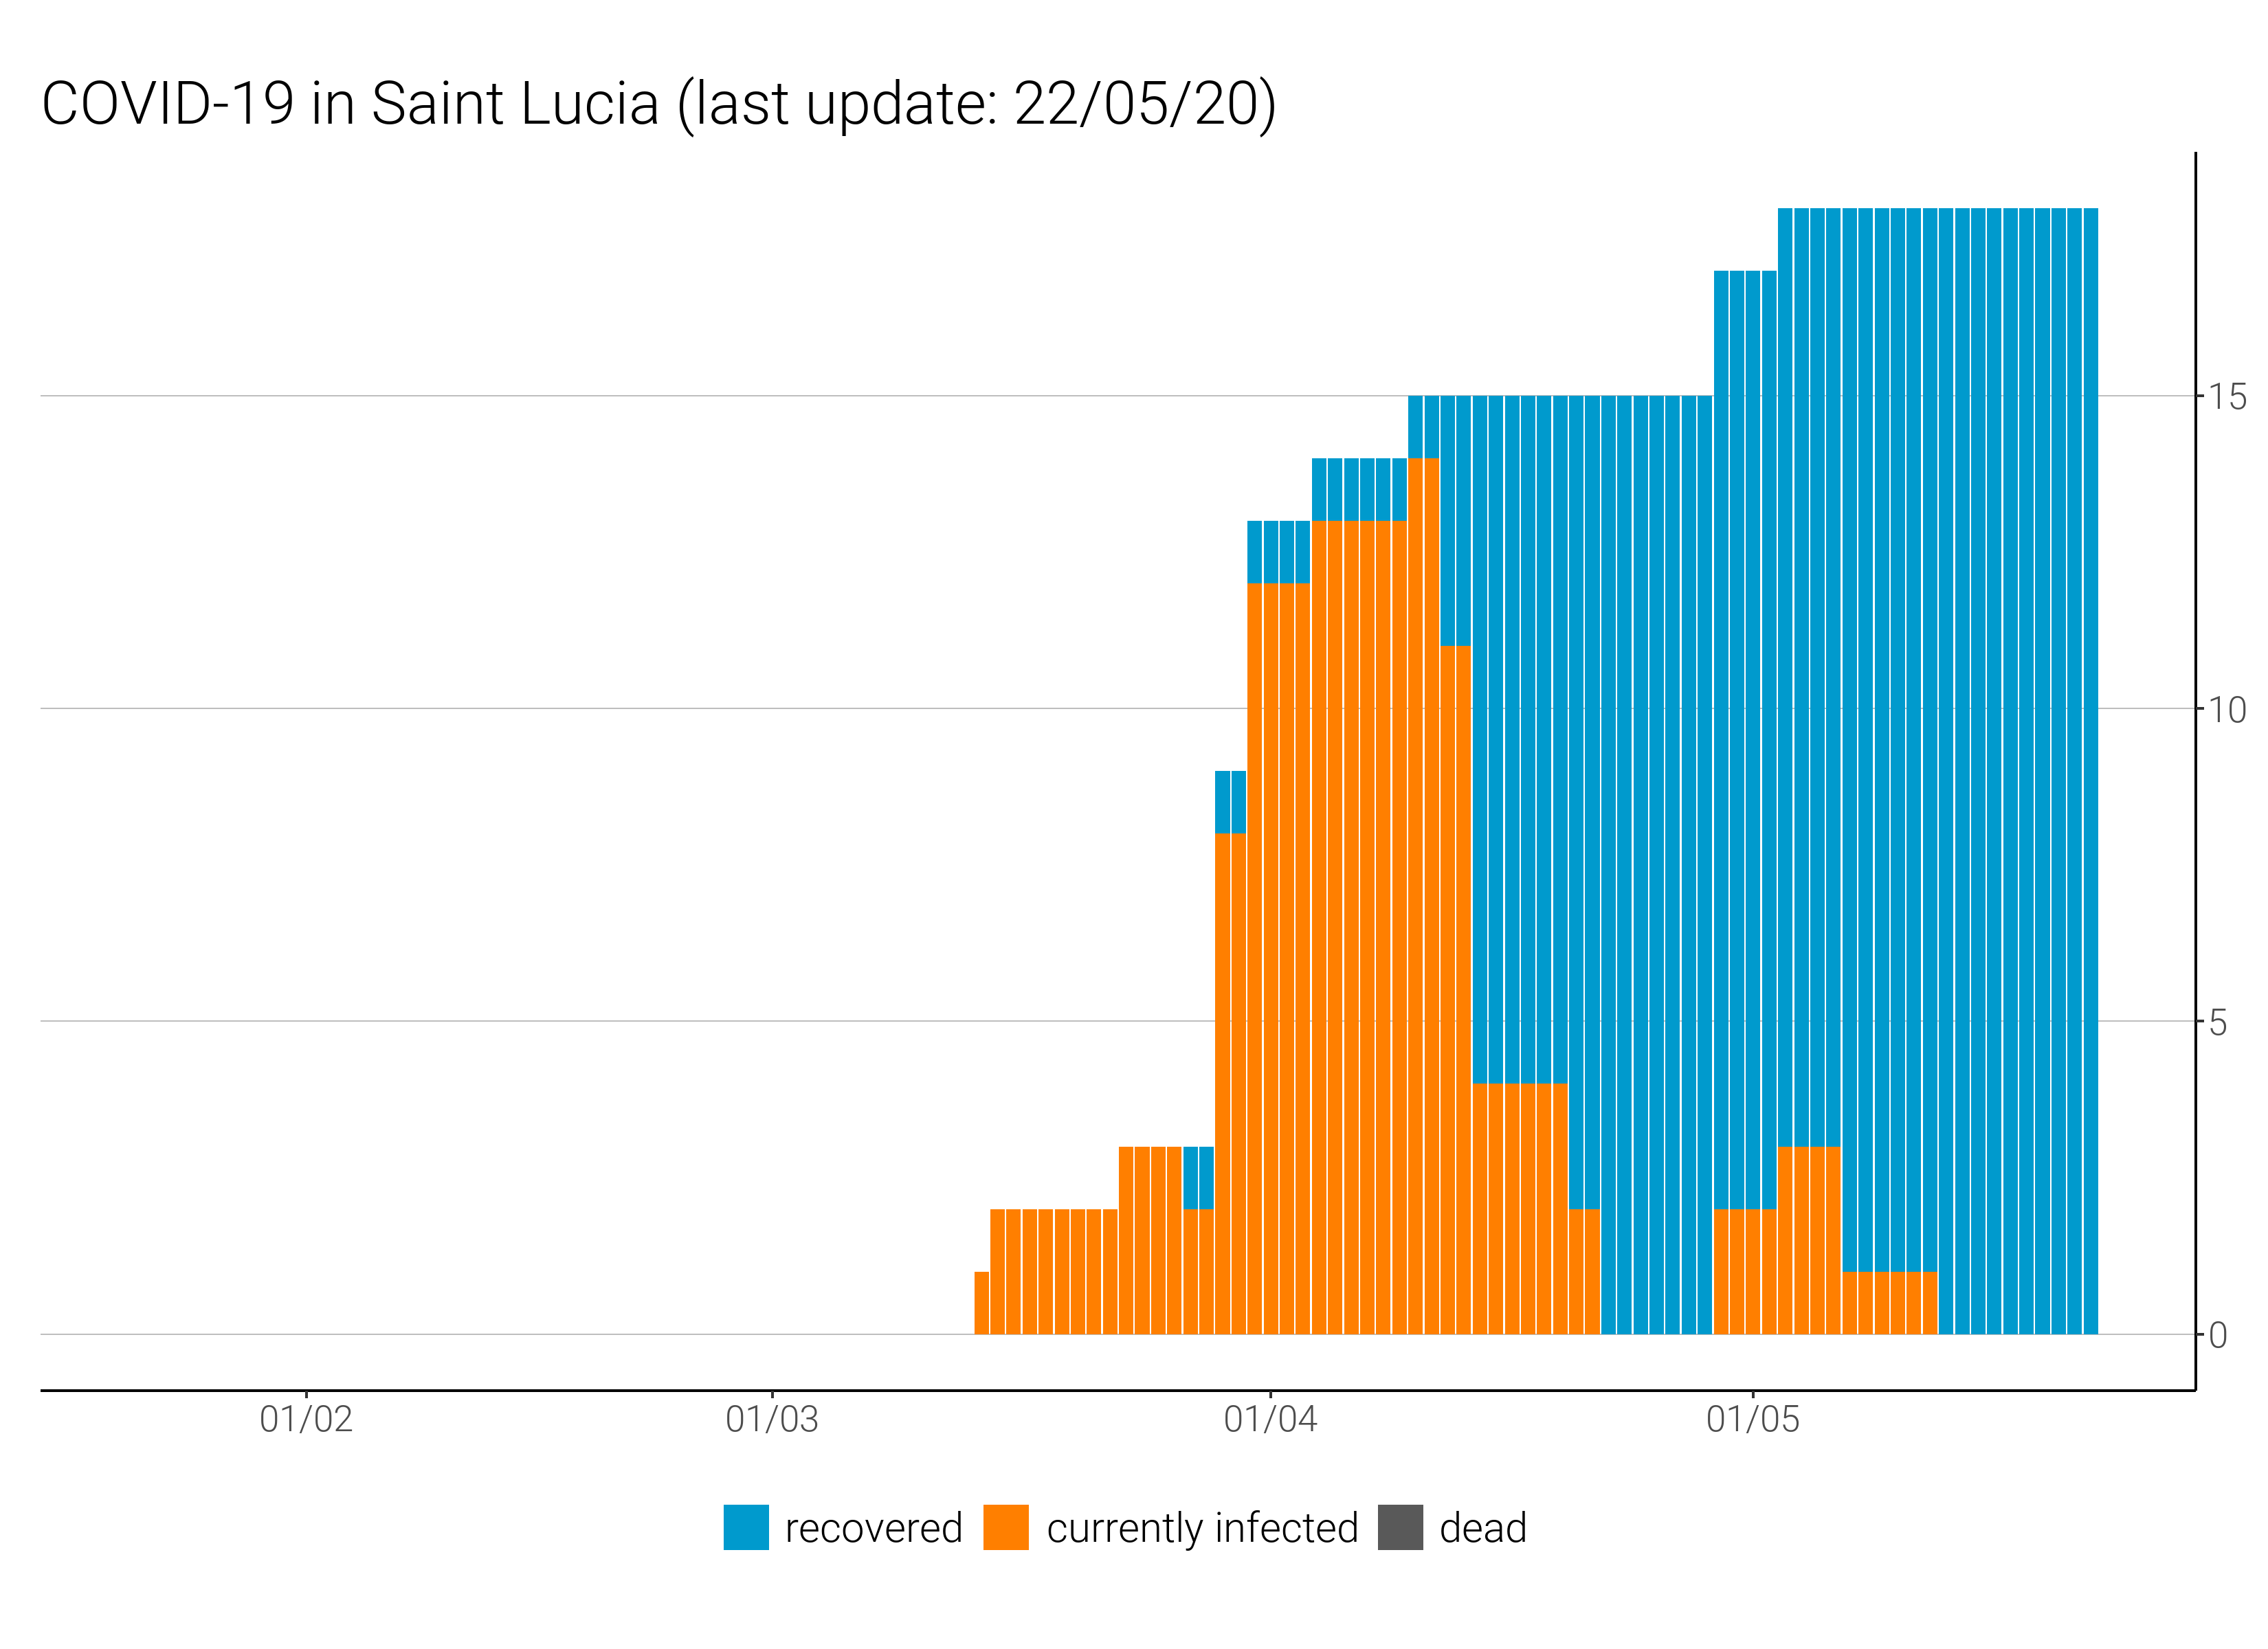 COVID-19 in Saint Lucia (last update: 22/05/20)
15
10
5
0
01/02 01/03 01/04 01/05
recovered currently infected dead